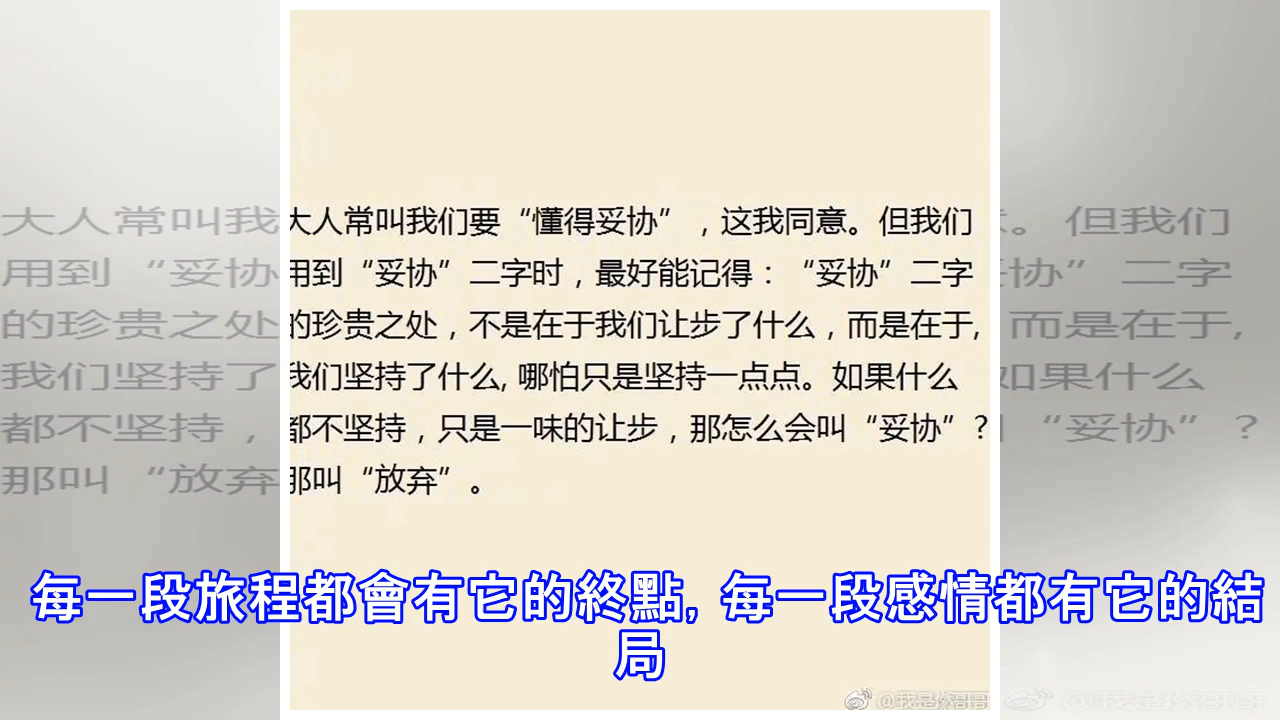 大人常叫我们要“懂得妥协”，这我同意。但我们
用到“妥协”二字时，最好能记得：“妥协”二字
的珍贵之处，不是在于我们让步了什么，而是在于,
我们坚持了什么, 哪怕只是坚持一点点。如果什么
都不坚持，只是一味的让步，那怎么会叫“妥协”?
那叫“放弃”。
每一段旅程都會有它的終點, 每一段感情都有它的結
局